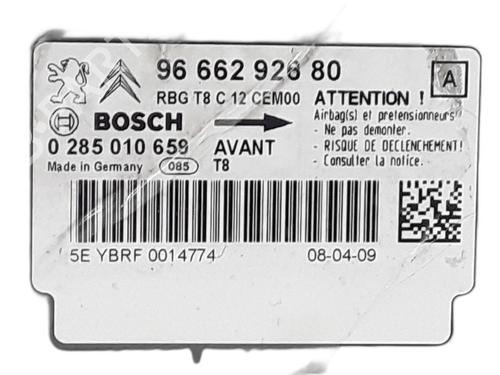 96 662 926 80
A
RBG T8 C 12 CEM00
ATTENTION !
Airbag(s) et pretensionneurs
- Ne pas demonter.
- RISQUE DE DECLENCHEMENT!
- Consulter la notice.
BOSCH
0 285 010 659
AVANT
Made in Germany
085
T8
5E YBRF 0014774
08-04-09